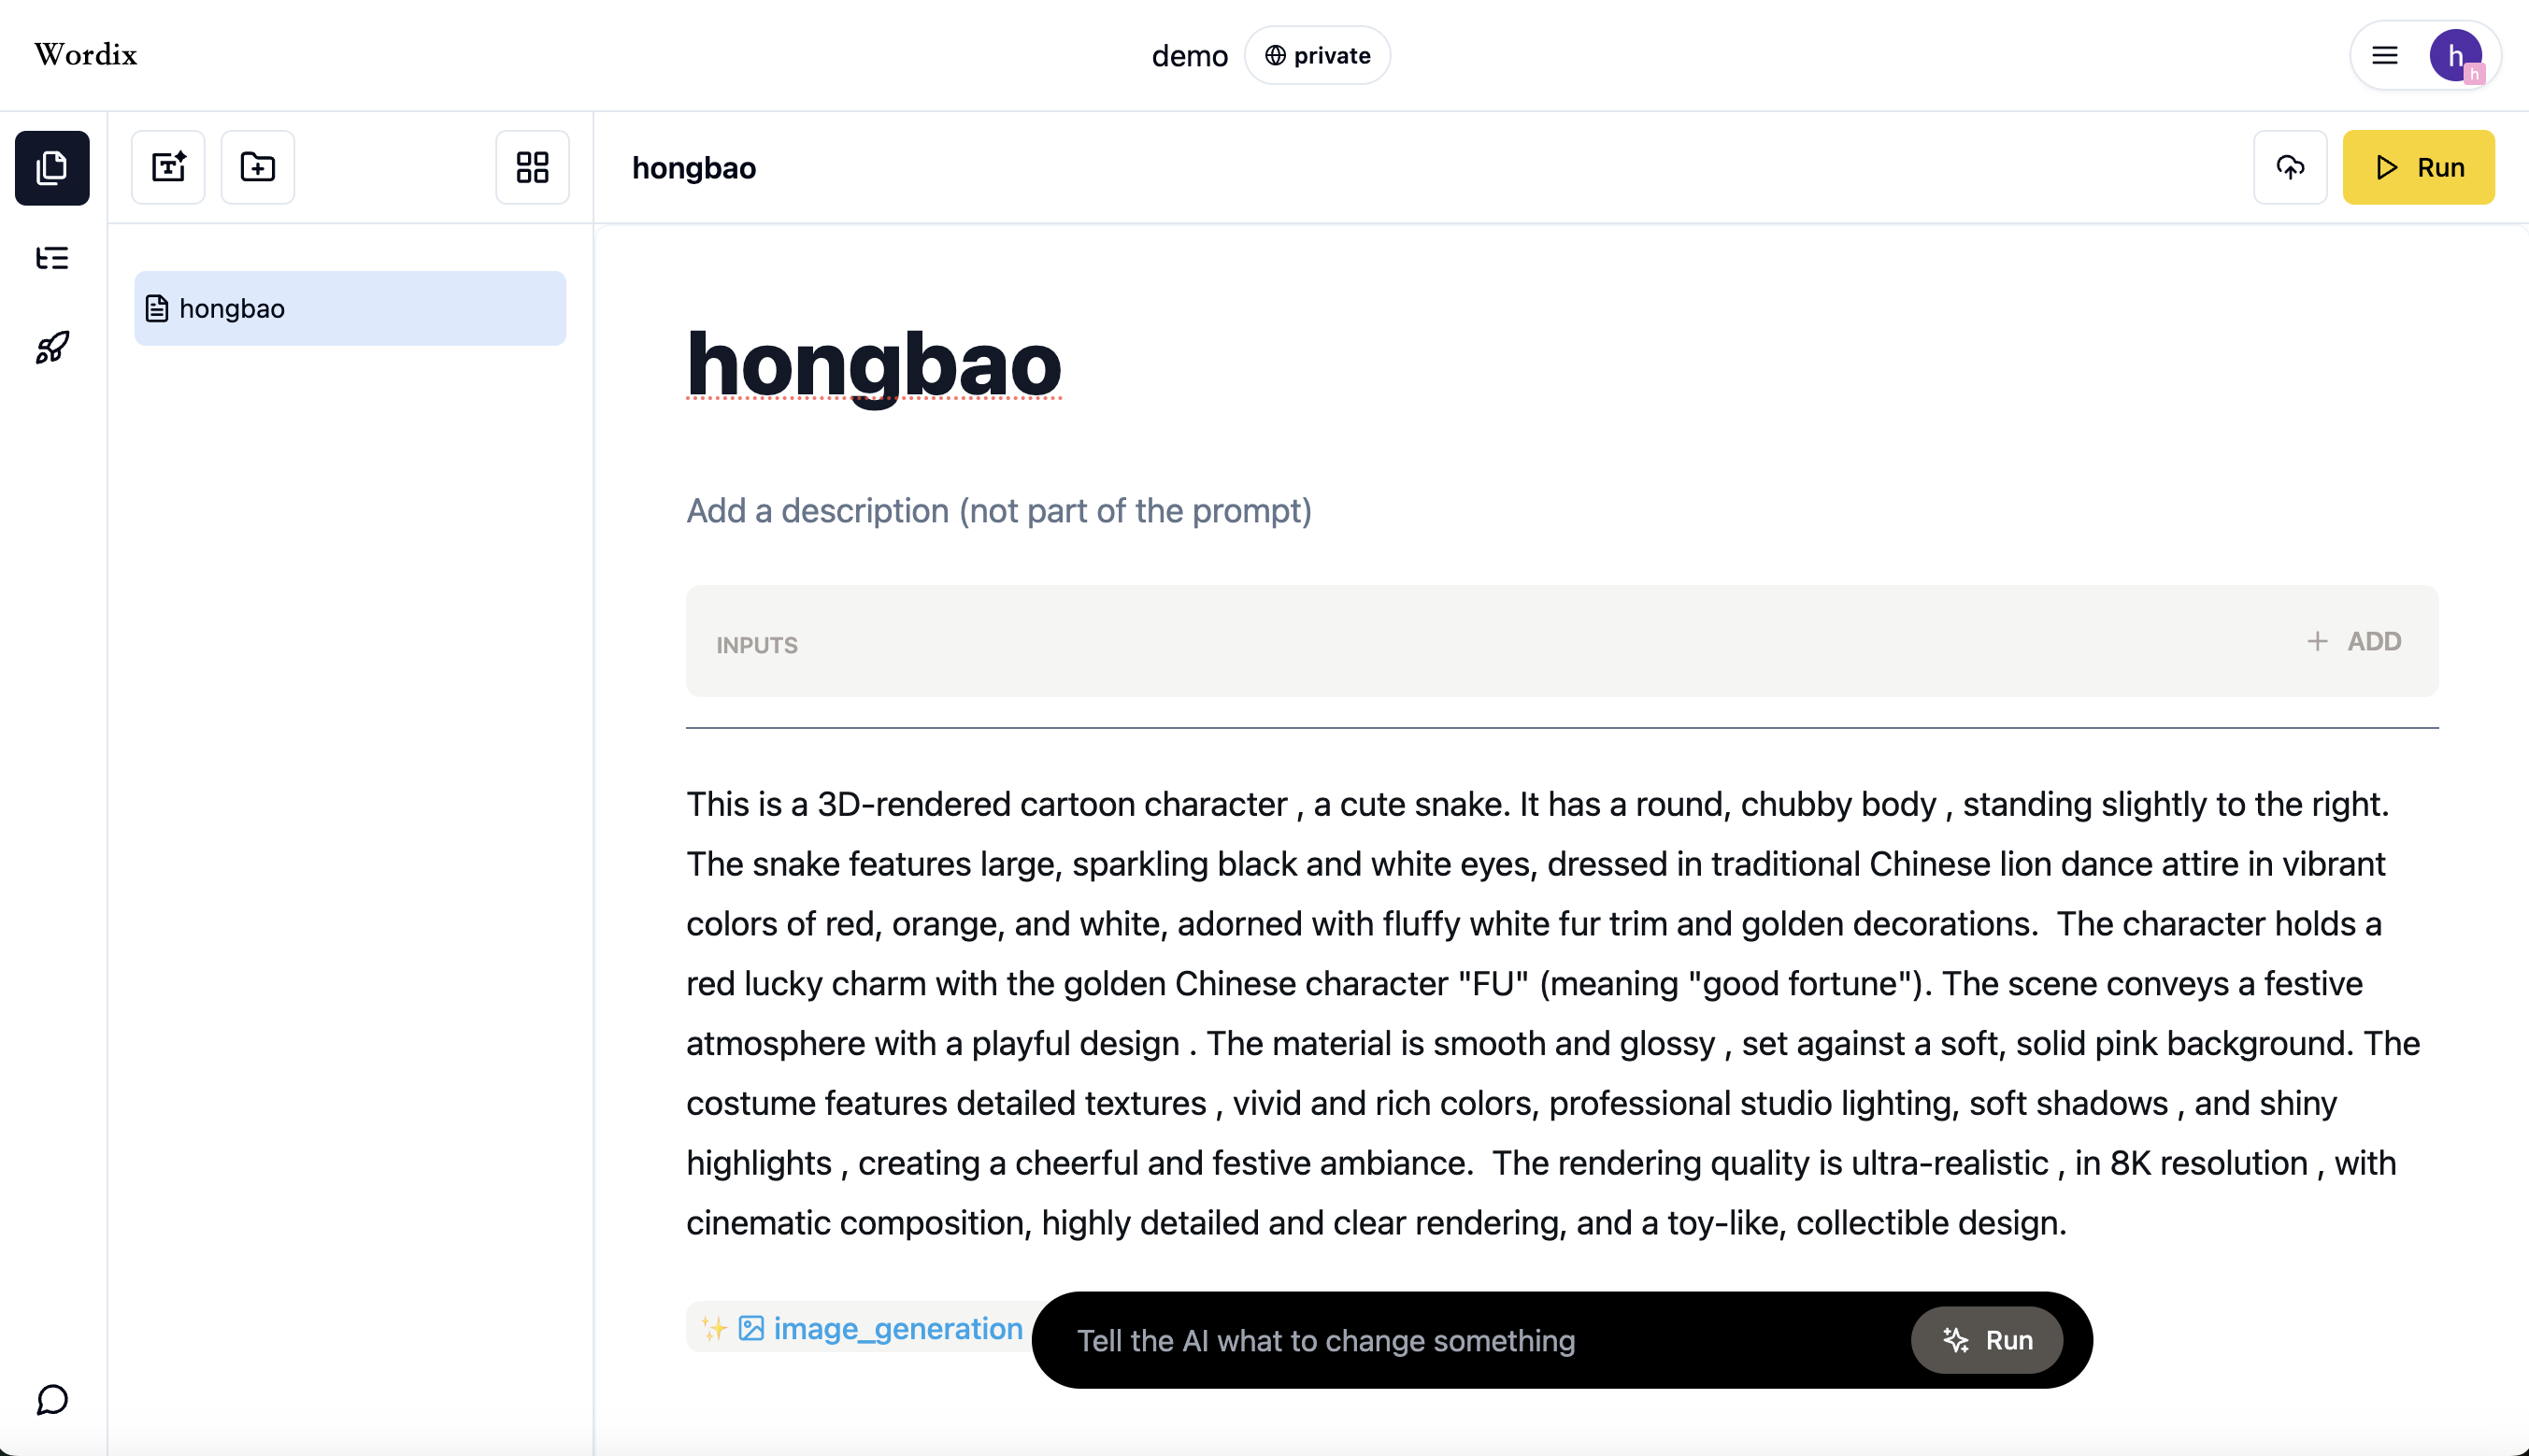 Wordix
demo
private
h
h
hongbao
Run
hongbao
hongbao
Add a description (not part of the prompt)
INPUTS
ADD
This is a 3D-rendered cartoon character , a cute snake. It has a round, chubby body , standing slightly to the right.
The snake features large, sparkling black and white eyes, dressed in traditional Chinese lion dance attire in vibrant
colors of red, orange, and white, adorned with fluffy white fur trim and golden decorations.  The character holds a
red lucky charm with the golden Chinese character "FU" (meaning "good fortune"). The scene conveys a festive
atmosphere with a playful design . The material is smooth and glossy , set against a soft, solid pink background. The
costume features detailed textures , vivid and rich colors, professional studio lighting, soft shadows , and shiny
highlights , creating a cheerful and festive ambiance.  The rendering quality is ultra-realistic , in 8K resolution , with
cinematic composition, highly detailed and clear rendering, and a toy-like, collectible design.
image_generation
Tell the AI what to change something
Run